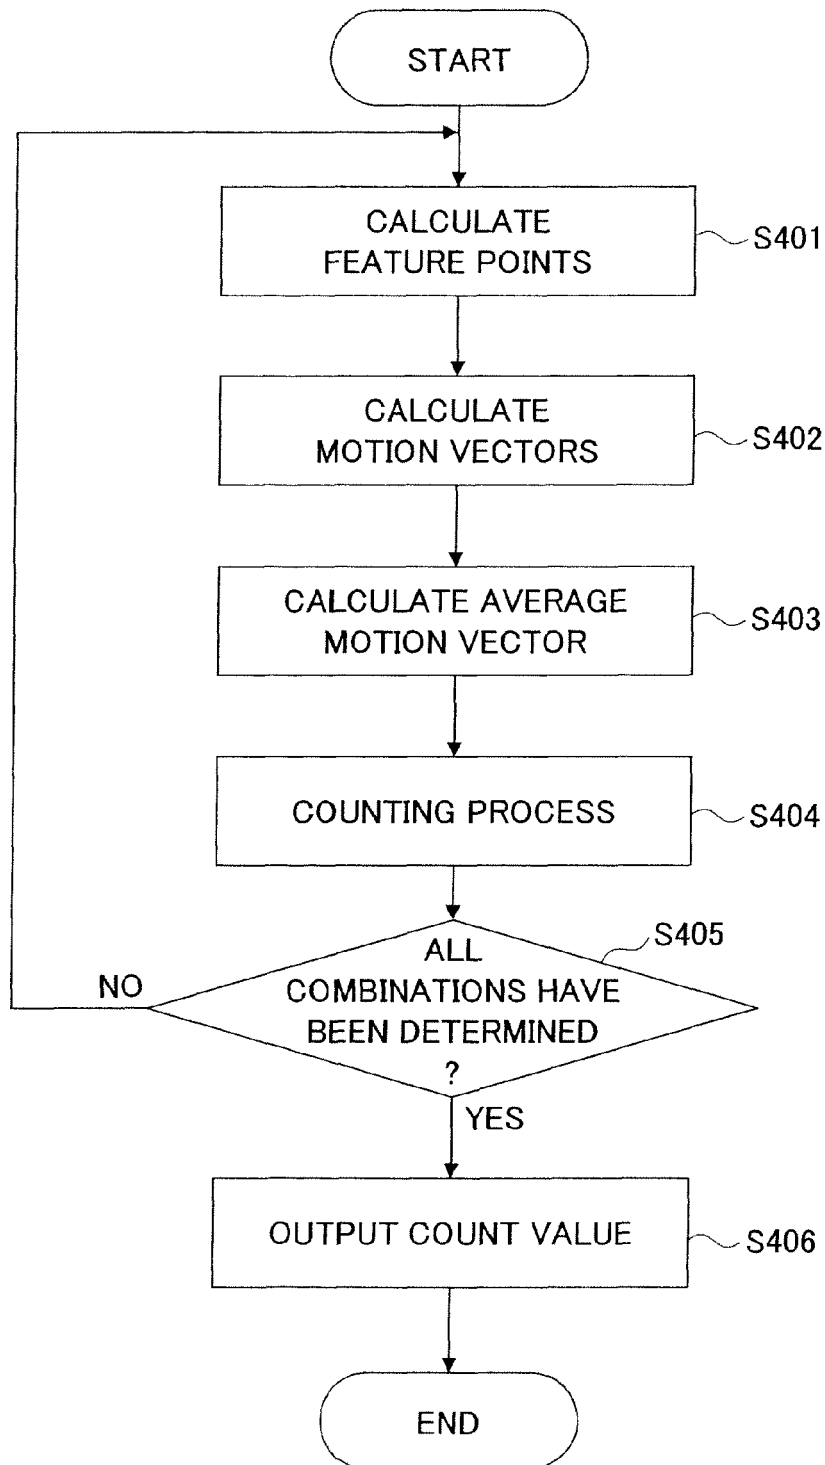 START
CALCULATE
FEATURE POINTS
S401
CALCULATE
MOTION VECTORS
S402
CALCULATE AVERAGE
MOTION VECTOR
S403
COUNTING PROCESS
S404
S405
ALL
COMBINATIONS HAVE
BEEN DETERMINED
?
NO
YES
OUTPUT COUNT VALUE
S406
END